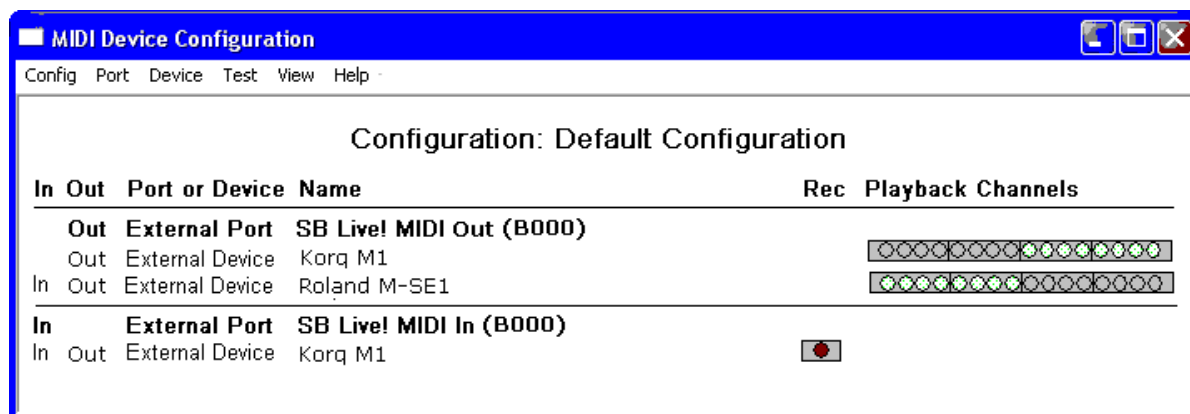 MIDI Device Configuration
Config Port Device Test View Help
Configuration: Default Configuration
In Out Port or Device Name Rec Playback Channels
Out External Port SB Live! MIDI Out (B000)
Out External Device Korg M1
In Out External Device Roland M-SE1
In External Port SB Live! MIDI In (B000)
In Out External Device Korg M1